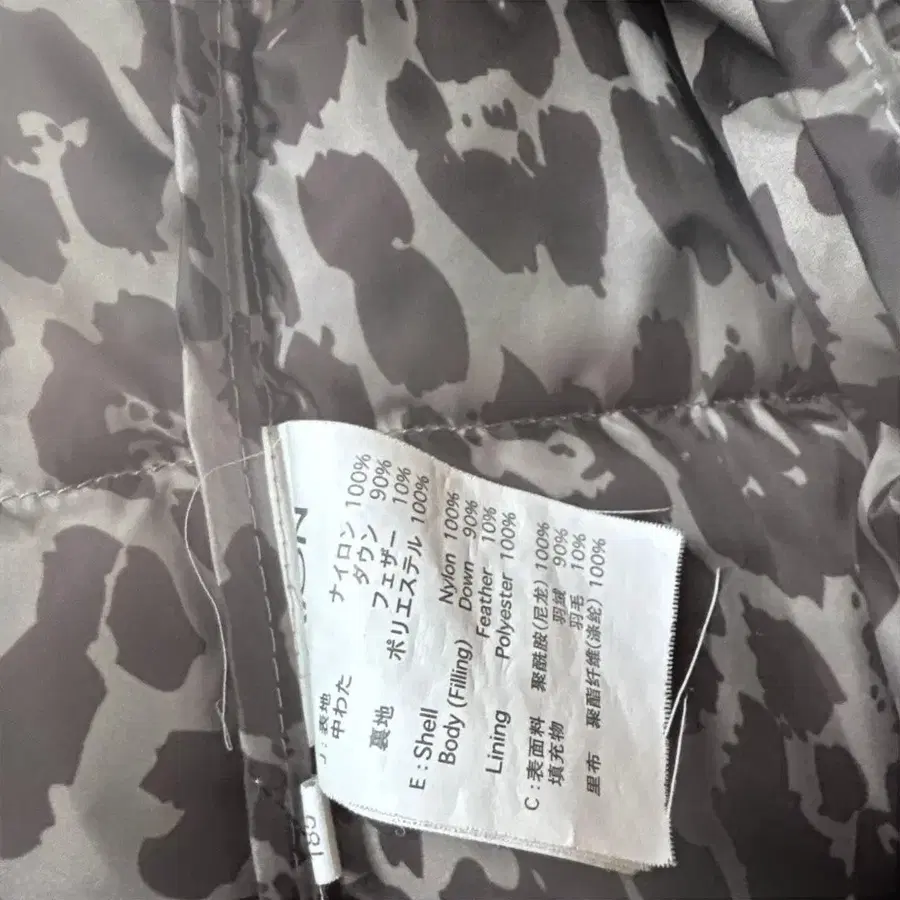 J : 表地 ナイロン 100%
中わた ダウン 90%
フェザー 10%
裏地 ポリエステル 100%
E : Shell Nylon 100%
Body (Filling) Down 90%
Feather 10%
Lining Polyester 100%
C : 表面料 聚酰胺(尼龙) 100%
填充物 羽绒 90%
羽毛 10%
里布 聚酯纤维(涤纶) 100%